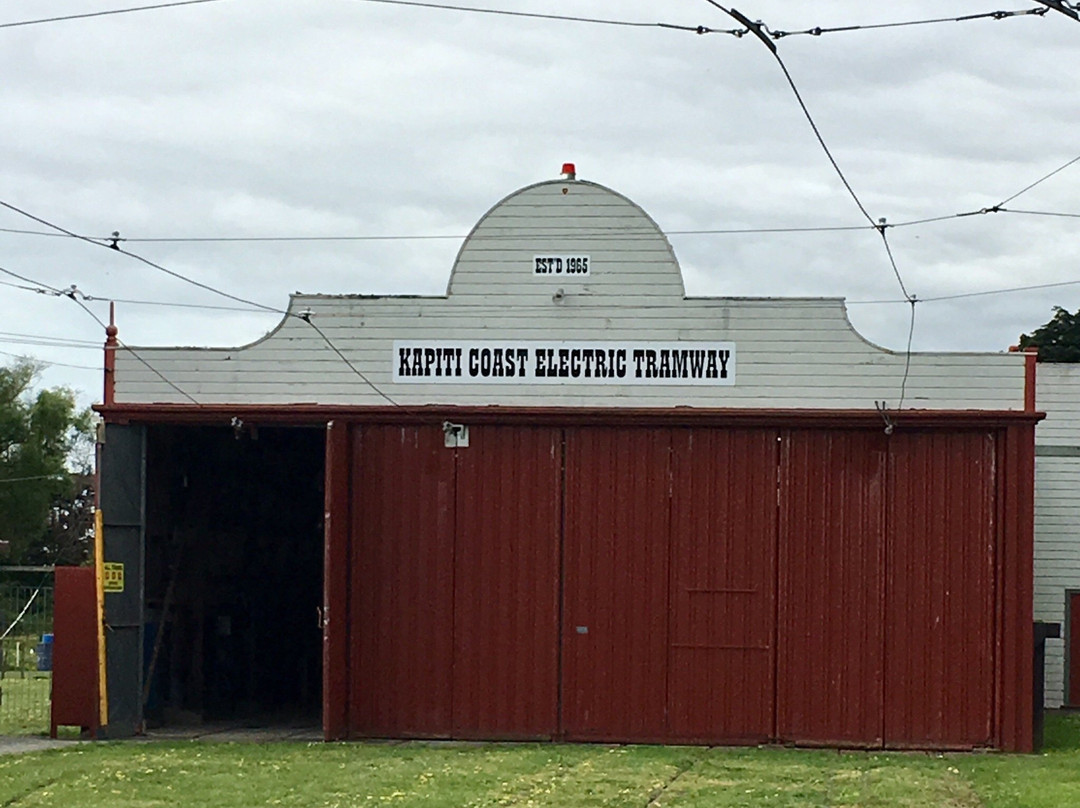 EST'D 1965
KAPITI COAST ELECTRIC TRAMWAY